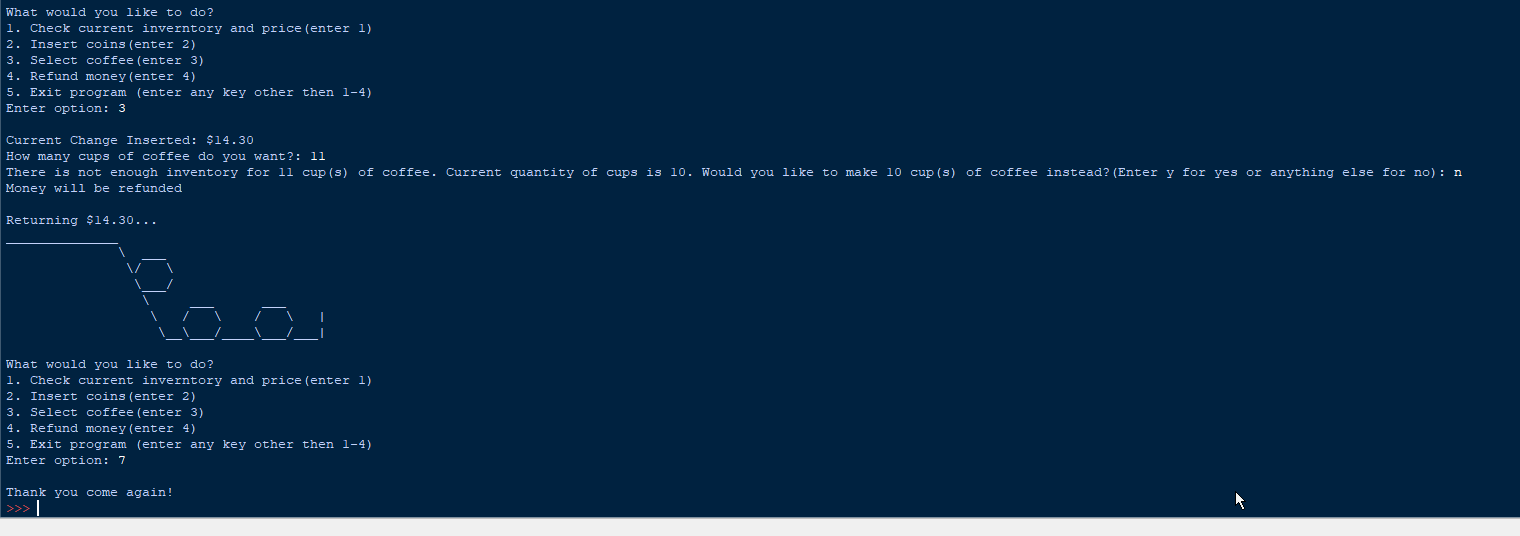 What would you like to do?
1. Check current inverntory and price(enter 1)
2. Insert coins(enter 2)
3. Select coffee(enter 3)
4. Refund money(enter 4)
5. Exit program (enter any key other then 1-4)
Enter option: 3
Current Change Inserted: $14.30
How many cups of coffee do you want?: 11
There is not enough inventory for 11 cup(s) of coffee. Current quantity of cups is 10. Would you like to make 10 cup(s) of coffee instead?(Enter y for yes or anything else for no): n
Money will be refunded
Returning $14.30...
What would you like to do?
1. Check current inverntory and price(enter 1)
2. Insert coins(enter 2)
3. Select coffee(enter 3)
4. Refund money(enter 4)
5. Exit program (enter any key other then 1-4)
Enter option: 7
Thank you come again!
>>>